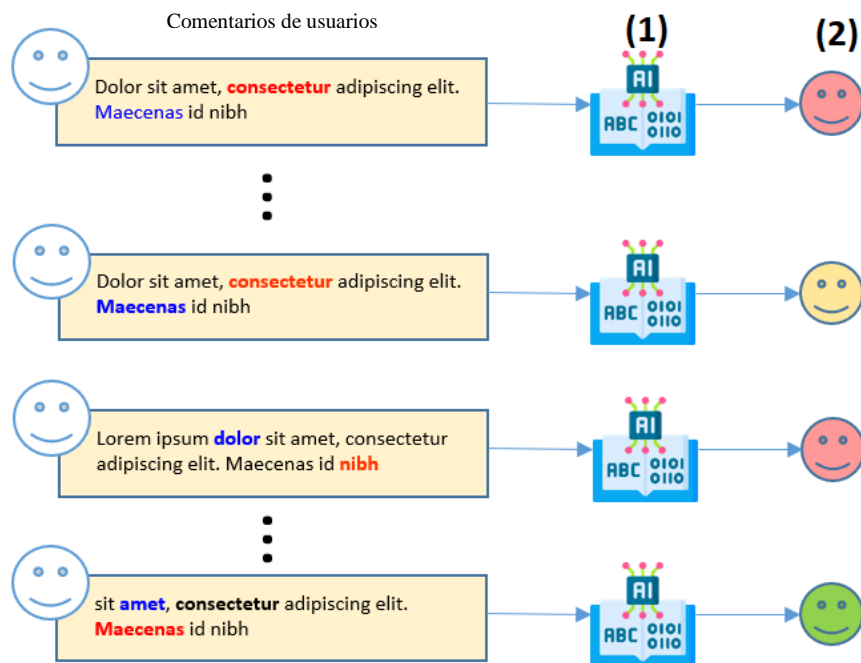 Comentarios de usuarios
(1)
(2)
Dolor sit amet, consectetur adipiscing elit.
Maecenas id nibh
AI
ABC 0101
0110
Dolor sit amet, consectetur adipiscing elit.
Maecenas id nibh
AI
ABC 0101
0110
Lorem ipsum dolor sit amet, consectetur
adipiscing elit. Maecenas id nibh
AI
ABC 0101
0110
sit amet, consectetur adipiscing elit.
Maecenas id nibh
AI
ABC 0101
0110